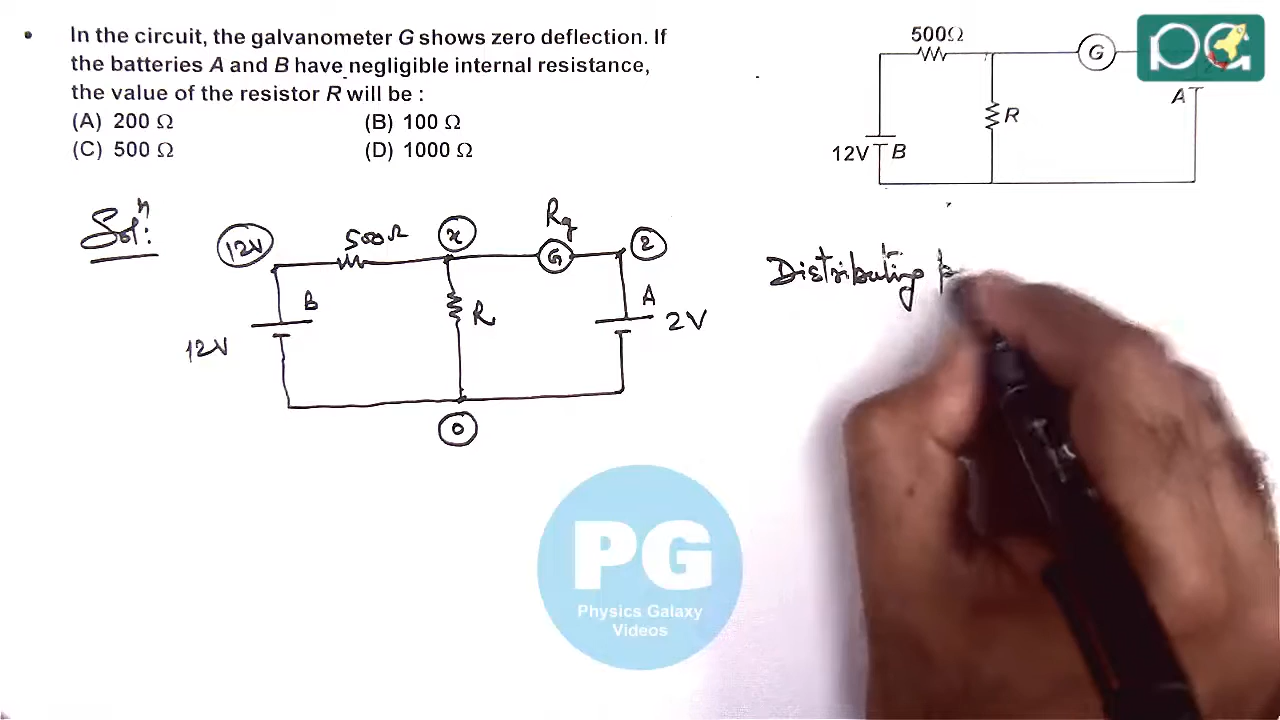 In the circuit, the galvanometer G shows zero deflection. If
the batteries A and B have negligible internal resistance,
the value of the resistor R will be :
(A) 200 Ω (B) 100 Ω
(C) 500 Ω (D) 1000 Ω
500Ω
G
PG
A
R
12V B
Solⁿ:
12V
500Ω
x
Rg
G
2
B
R
A
2V
12V
0
Distributing
PG
Physics Galaxy
Videos